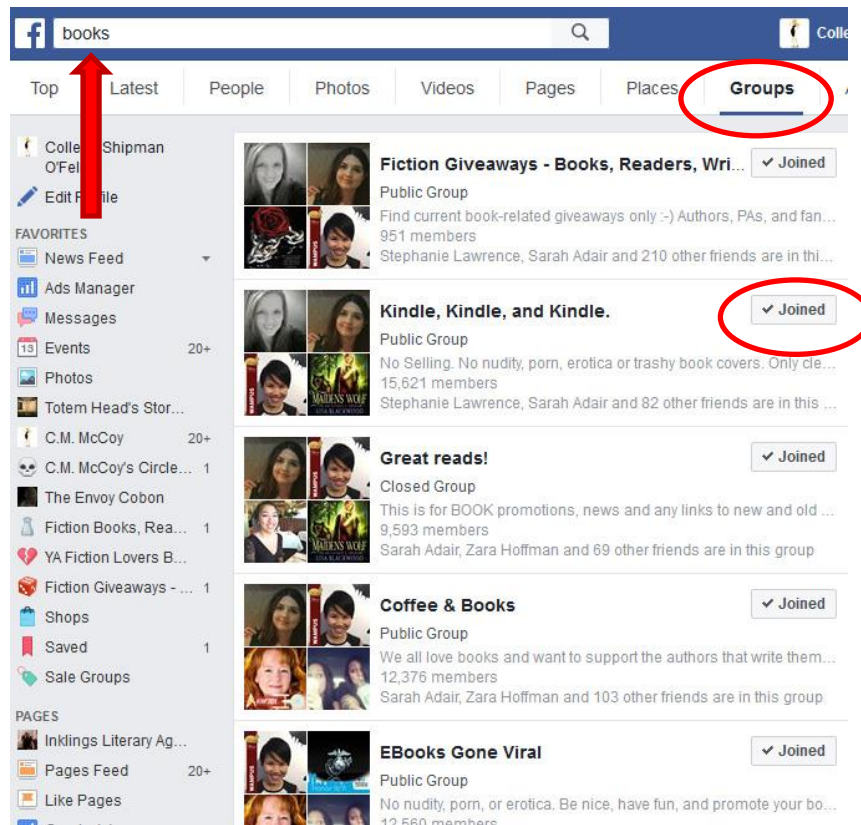 f books Colle
Top Latest People Photos Videos Pages Places Groups
Colle Shipman
O'Fel
Edit P file
FAVORITES
News Feed
Ads Manager
Messages
13 Events 20+
Photos
Totem Head's Stor...
C.M. McCoy 20+
C.M. McCoy's Circle... 1
The Envoy Cobon
Fiction Books, Rea... 1
YA Fiction Lovers B...
Fiction Giveaways - ... 1
Shops
Saved 1
Sale Groups
PAGES
Inklings Literary Ag...
Pages Feed 20+
Like Pages
Fiction Giveaways - Books, Readers, Wri... ✔ Joined
Public Group
Find current book-related giveaways only :-) Authors, PAs, and fan...
951 members
Stephanie Lawrence, Sarah Adair and 210 other friends are in thi...
Kindle, Kindle, and Kindle. ✔ Joined
Public Group
No Selling. No nudity, porn, erotica or trashy book covers. Only cle...
15,621 members
Stephanie Lawrence, Sarah Adair and 82 other friends are in this ...
Great reads! ✔ Joined
Closed Group
This is for BOOK promotions, news and any links to new and old ...
9,593 members
Sarah Adair, Zara Hoffman and 69 other friends are in this group
Coffee & Books ✔ Joined
Public Group
We all love books and want to support the authors that write them...
12,376 members
Sarah Adair, Zara Hoffman and 103 other friends are in this group
EBooks Gone Viral ✔ Joined
Public Group
No nudity, porn, or erotica. Be nice, have fun, and promote your bo...
12,560 members
WAMPUS
MAIDEN'S WOLF